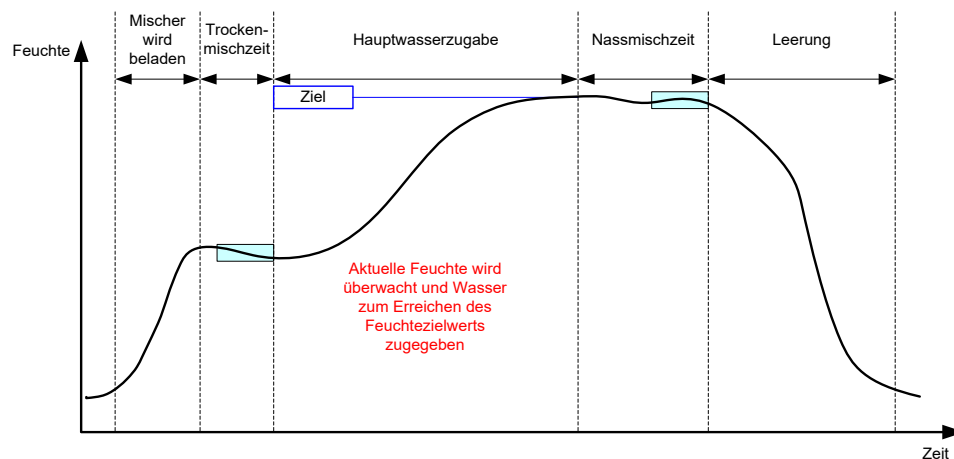 Feuchte
Mischer
wird
beladen
Trocken-
mischzeit
Hauptwasserzugabe
Nassmischzeit
Leerung
Ziel
Aktuelle Feuchte wird
überwacht und Wasser
zum Erreichen des
Feuchtezielwerts
zugegeben
Zeit